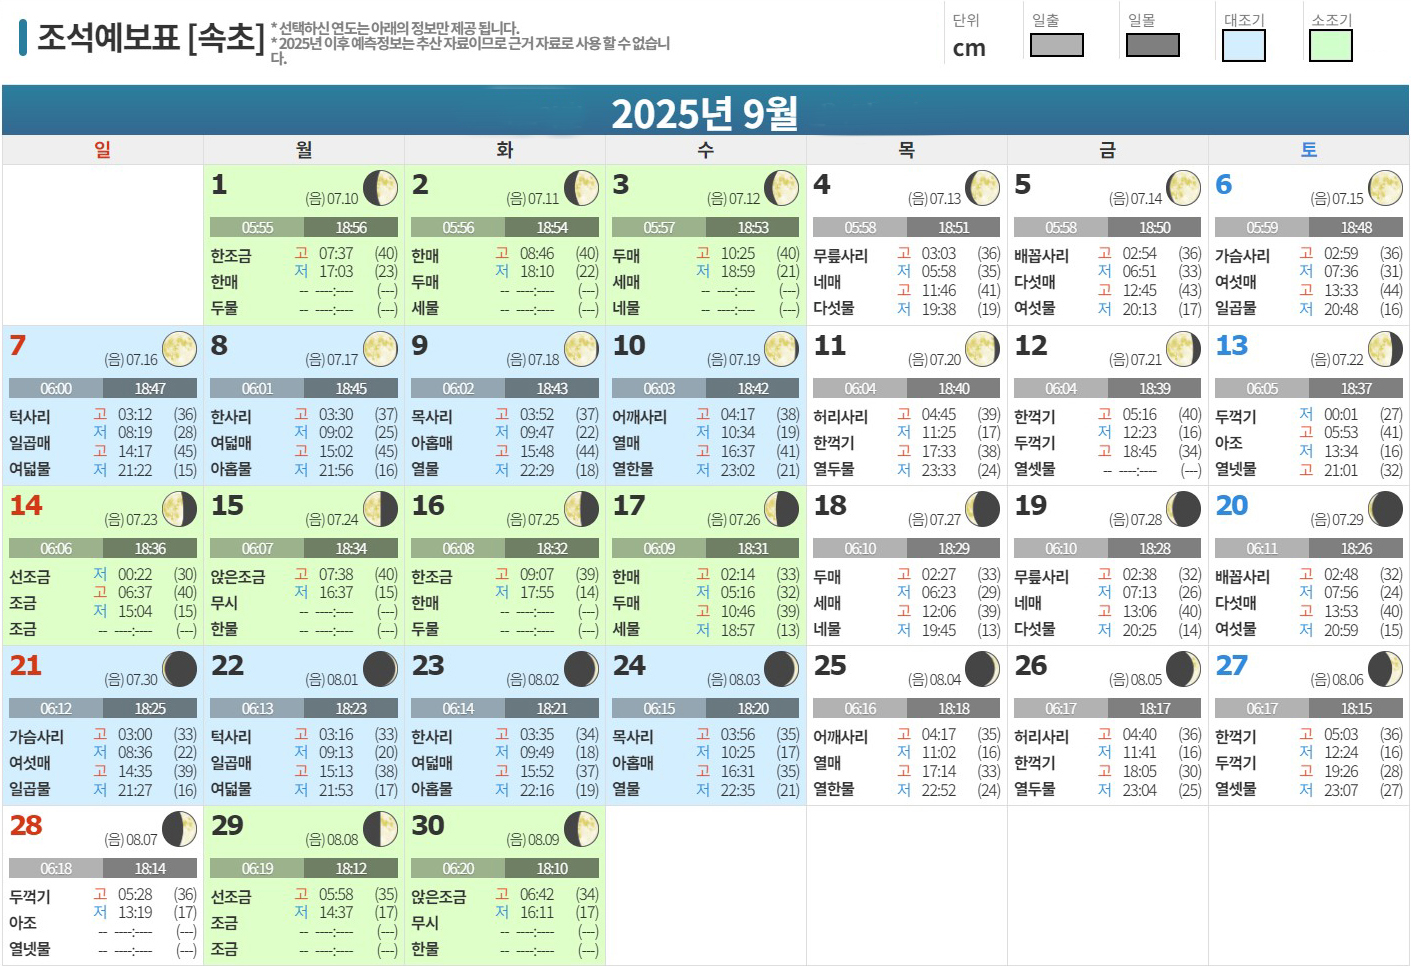 조석예보표 [속초]
* 선택하신 연도는 아래의 정보만 제공 됩니다.
* 2025년 이후 예측정보는 추산 자료이므로 근거 자료로 사용 할 수 없습니
다.
단위 일출 일몰 대조기 소조기
cm
2025년 9월
일 월 화 수 목 금 토
1 (음) 07.10
05:55 18:56
한조금 고 07:37 (40)
저 17:03 (23)
한매 -- ----:---- (---)
두물 -- ----:---- (---)
2 (음) 07.11
05:56 18:54
한매 고 08:46 (40)
저 18:10 (22)
두매 -- ----:---- (---)
세물 -- ----:---- (---)
3 (음) 07.12
05:57 18:53
두매 고 10:25 (40)
저 18:59 (21)
세매 -- ----:---- (---)
네물 -- ----:---- (---)
4 (음) 07.13
05:58 18:51
무릎사리 고 03:03 (36)
저 05:58 (35)
네매 고 11:46 (41)
다섯물 저 19:38 (19)
5 (음) 07.14
05:58 18:50
배꼽사리 고 02:54 (36)
저 06:51 (33)
다섯매 고 12:45 (43)
여섯물 저 20:13 (17)
6 (음) 07.15
05:59 18:48
가슴사리 고 02:59 (36)
저 07:36 (31)
여섯매 고 13:33 (44)
일곱물 저 20:48 (16)
7 (음) 07.16
06:00 18:47
턱사리 고 03:12 (36)
저 08:19 (28)
일곱매 고 14:17 (45)
여덟물 저 21:22 (15)
8 (음) 07.17
06:01 18:45
한사리 고 03:30 (37)
저 09:02 (25)
여덟매 고 15:02 (45)
아홉물 저 21:56 (16)
9 (음) 07.18
06:02 18:43
목사리 고 03:52 (37)
저 09:47 (22)
아홉매 고 15:48 (44)
열물 저 22:29 (18)
10 (음) 07.19
06:03 18:42
어깨사리 고 04:17 (38)
저 10:34 (19)
열매 고 16:37 (41)
열한물 저 23:02 (21)
11 (음) 07.20
06:04 18:40
허리사리 고 04:45 (39)
저 11:25 (17)
한꺽기 고 17:33 (38)
열두물 저 23:33 (24)
12 (음) 07.21
06:04 18:39
한꺽기 고 05:16 (40)
저 12:23 (16)
두꺽기 고 18:45 (34)
열셋물 -- ----:---- (---)
13 (음) 07.22
06:05 18:37
두꺽기 저 00:01 (27)
고 05:53 (41)
아조 저 13:34 (16)
열넷물 고 21:01 (32)
14 (음) 07.23
06:06 18:36
선조금 저 00:22 (30)
고 06:37 (40)
조금 저 15:04 (15)
조금 -- ----:---- (---)
15 (음) 07.24
06:07 18:34
앉은조금 고 07:38 (40)
저 16:37 (15)
무시 -- ----:---- (---)
한물 -- ----:---- (---)
16 (음) 07.25
06:08 18:32
한조금 고 09:07 (39)
저 17:55 (14)
한매 -- ----:---- (---)
두물 -- ----:---- (---)
17 (음) 07.26
06:09 18:31
한매 고 02:14 (33)
저 05:16 (32)
두매 고 10:46 (39)
세물 저 18:57 (13)
18 (음) 07.27
06:10 18:29
두매 고 02:27 (33)
저 06:23 (29)
세매 고 12:06 (39)
네물 저 19:45 (13)
19 (음) 07.28
06:10 18:28
무릎사리 고 02:38 (32)
저 07:13 (26)
네매 고 13:06 (40)
다섯물 저 20:25 (14)
20 (음) 07.29
06:11 18:26
배꼽사리 고 02:48 (32)
저 07:56 (24)
다섯매 고 13:53 (40)
여섯물 저 20:59 (15)
21 (음) 07.30
06:12 18:25
가슴사리 고 03:00 (33)
저 08:36 (22)
여섯매 고 14:35 (39)
일곱물 저 21:27 (16)
22 (음) 08.01
06:13 18:23
턱사리 고 03:16 (33)
저 09:13 (20)
일곱매 고 15:13 (38)
여덟물 저 21:53 (17)
23 (음) 08.02
06:14 18:21
한사리 고 03:35 (34)
저 09:49 (18)
여덟매 고 15:52 (37)
아홉물 저 22:16 (19)
24 (음) 08.03
06:15 18:20
목사리 고 03:56 (35)
저 10:25 (17)
아홉매 고 16:31 (35)
열물 저 22:35 (21)
25 (음) 08.04
06:16 18:18
어깨사리 고 04:17 (35)
저 11:02 (16)
열매 고 17:14 (33)
열한물 저 22:52 (24)
26 (음) 08.05
06:17 18:17
허리사리 고 04:40 (36)
저 11:41 (16)
한꺽기 고 18:05 (30)
열두물 저 23:04 (25)
27 (음) 08.06
06:17 18:15
한꺽기 고 05:03 (36)
저 12:24 (16)
두꺽기 고 19:26 (28)
열셋물 저 23:07 (27)
28 (음) 08.07
06:18 18:14
두꺽기 고 05:28 (36)
저 13:19 (17)
아조 -- ----:---- (---)
열넷물 -- ----:---- (---)
29 (음) 08.08
06:19 18:12
선조금 고 05:58 (35)
저 14:37 (17)
조금 -- ----:---- (---)
조금 -- ----:---- (---)
30 (음) 08.09
06:20 18:10
앉은조금 고 06:42 (34)
저 16:11 (17)
무시 -- ----:---- (---)
한물 -- ----:---- (---)